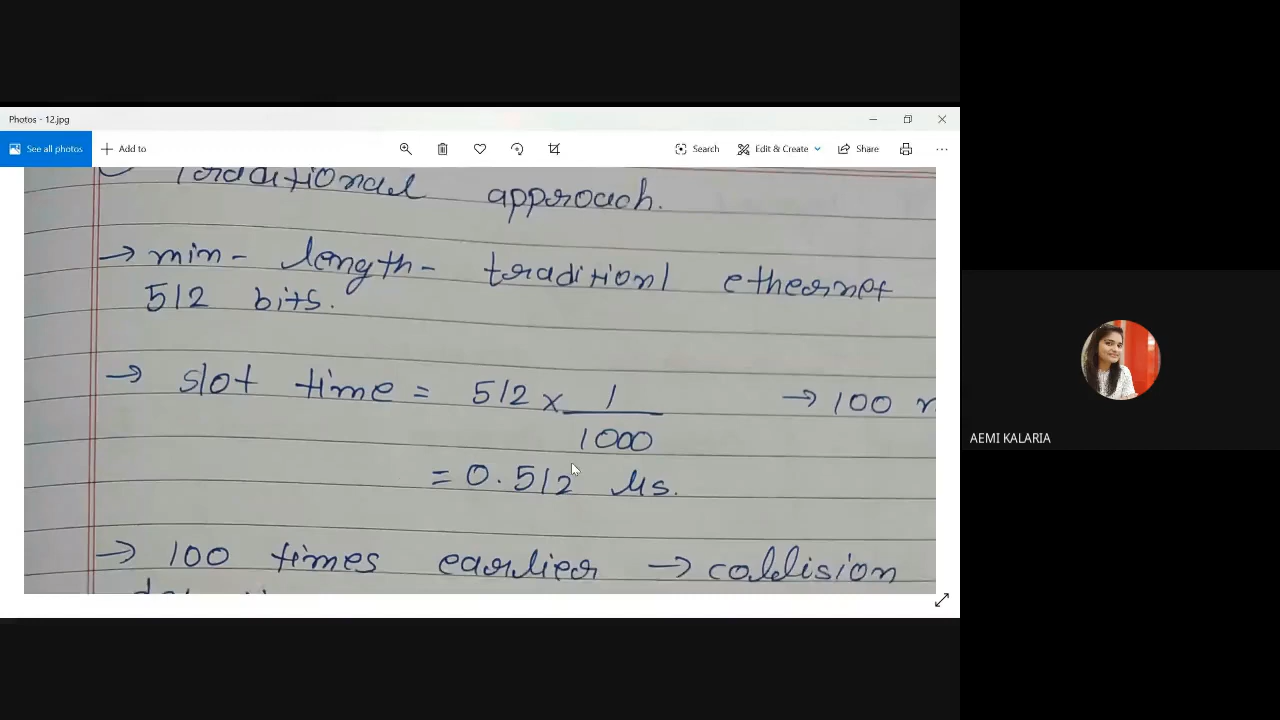 Photos - 12.jpg
See all photos
Add to
Search
Edit & Create
Share
Traditional approach.
→ min - length - traditionl ethernet
512 bits.
→ slot time = 512 x 1/1000 → 100
= 0.512 μs.
→ 100 times earlier → collision
AEMI KALARIA